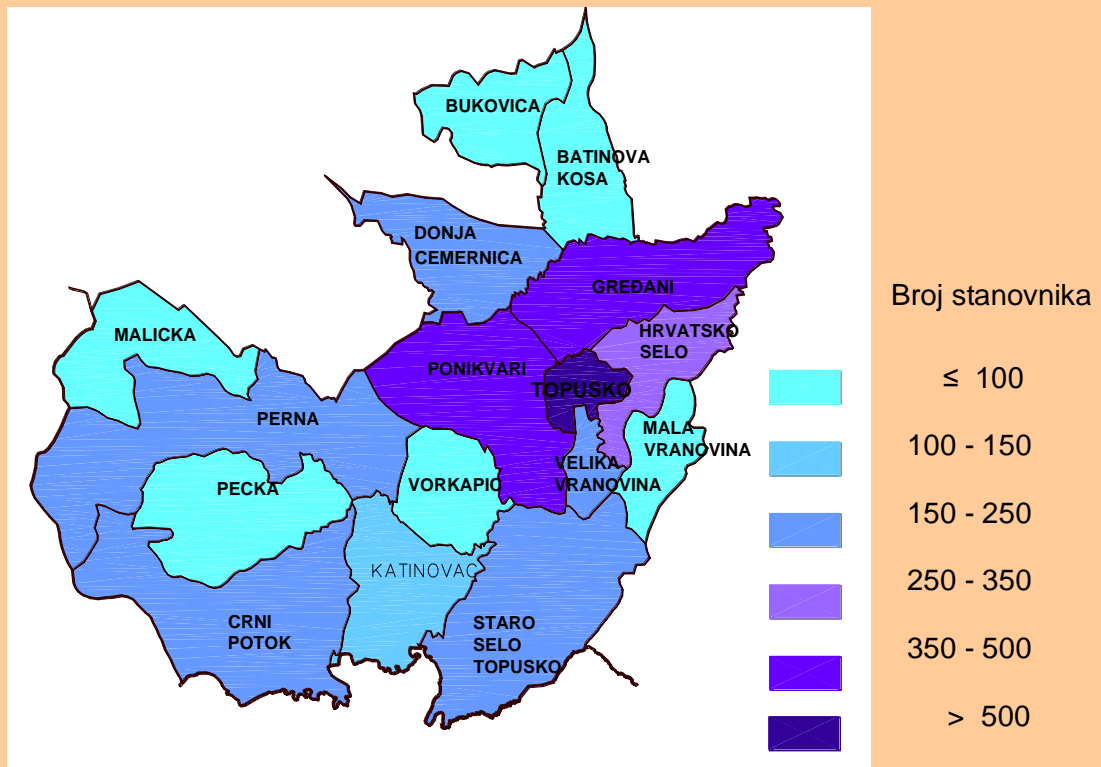 BUKOVICA
BATINOVA
KOSA
DONJA
CEMERNICA
GREĐANI
MALICKA
HRVATSKO
SELO
PONIKVARI
TOPUSKO
PERNA
MALA
VRANOVINA
VELIKA
VRANOVINA
PECKA
VORKAPIC
KATINOVAC
CRNI
POTOK
STARO
SELO
TOPUSKO
Broj stanovnika
≤ 100
100 - 150
150 - 250
250 - 350
350 - 500
> 500